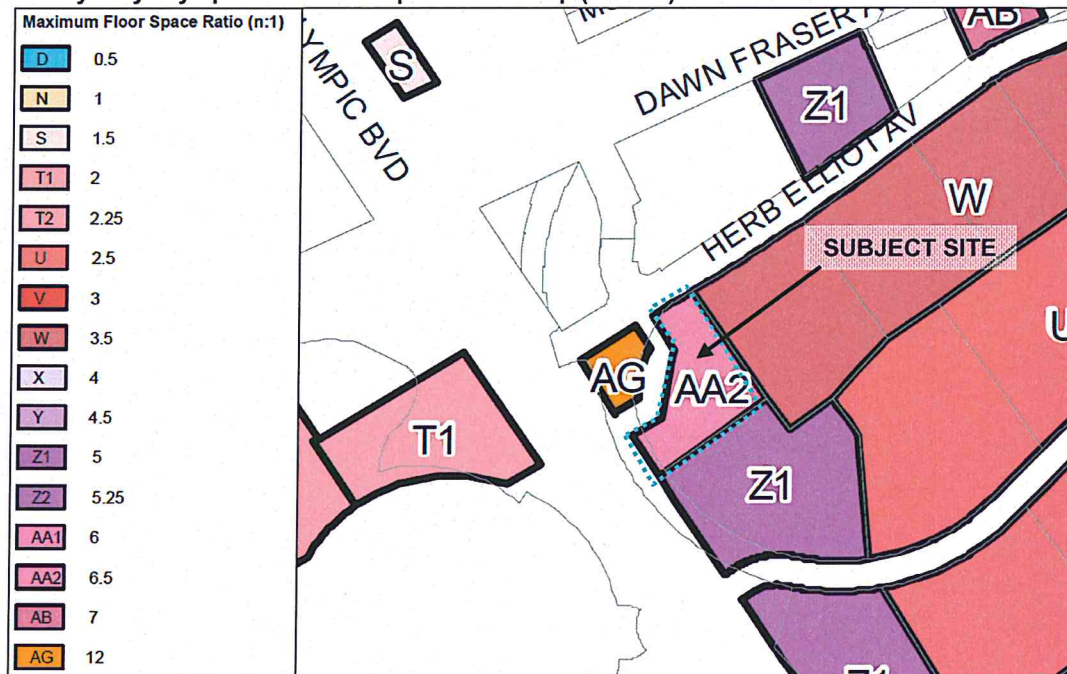 Maximum Floor Space Ratio (n:1)
D 0.5
N 1
S 1.5
T1 2
T2 2.25
U 2.5
V 3
W 3.5
X 4
Y 4.5
Z1 5
Z2 5.25
AA1 6
AA2 6.5
AB 7
AG 12
YMPIC BVD
S
DAWN FRASER A
AB
Z1
HERB ELLIOT AV
W
SUBJECT SITE
U
AG
AA2
T1
Z1
Z1